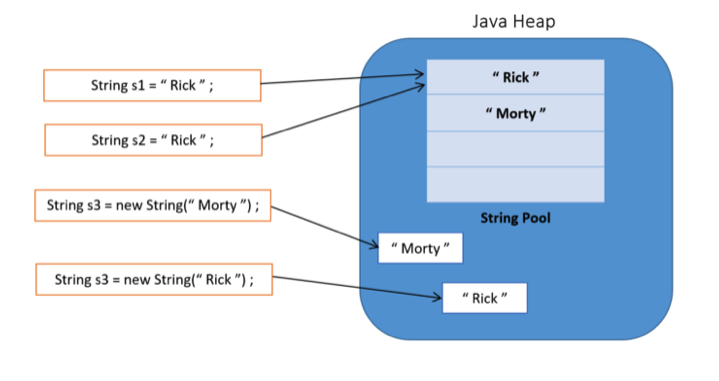 Java Heap
String s1 = “ Rick ” ;
“ Rick ”
“ Morty ”
String s2 = “ Rick ” ;
String s3 = new String(“ Morty ”) ;
String Pool
“ Morty ”
String s3 = new String(“ Rick ”) ;
“ Rick ”